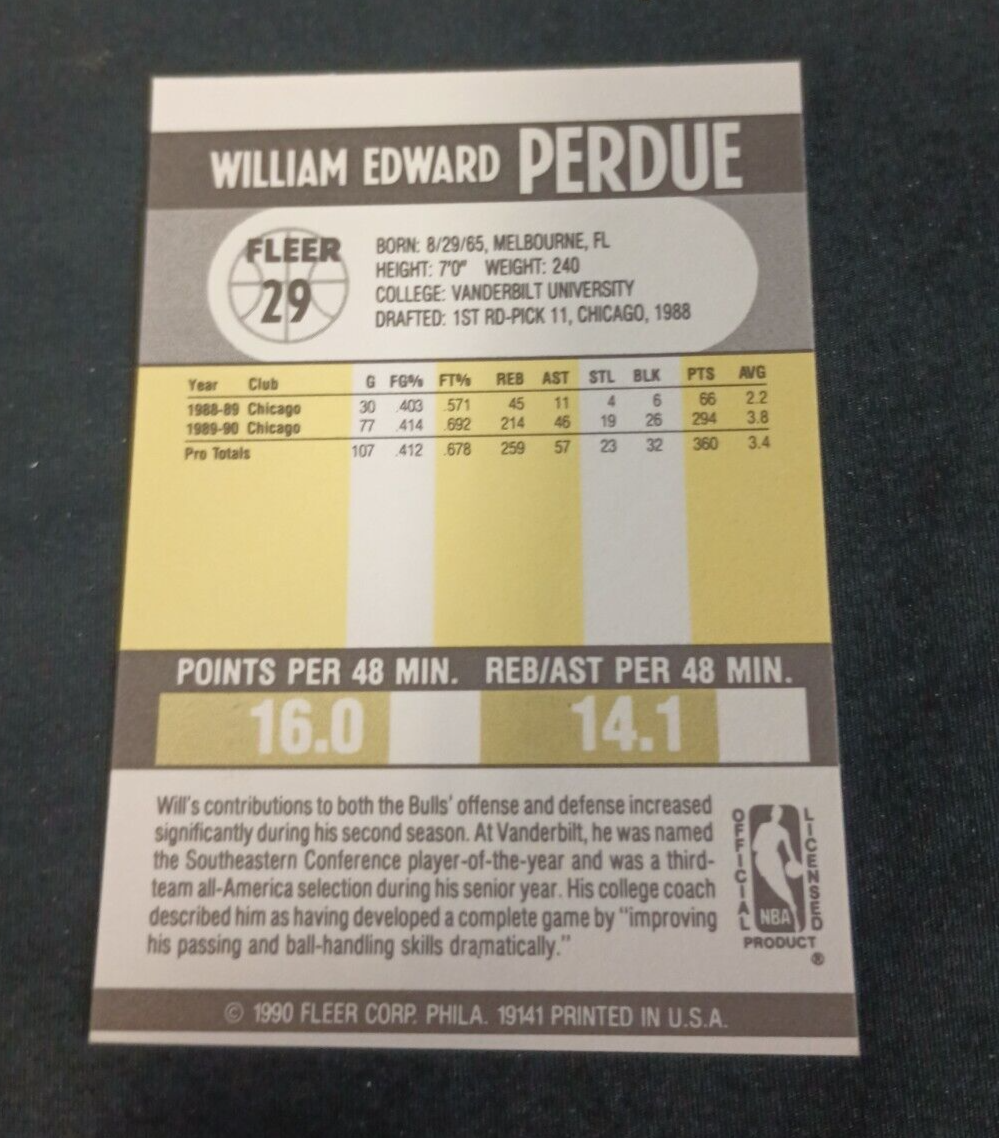 WILLIAM EDWARD PERDUE
FLEER
29
BORN: 8/29/65, MELBOURNE, FL
HEIGHT: 7'0" WEIGHT: 240
COLLEGE: VANDERBILT UNIVERSITY
DRAFTED: 1ST RD-PICK 11, CHICAGO, 1988
Year Club G FG% FT% REB AST STL BLK PTS AVG
1988-89 Chicago 30 .403 .571 45 11 4 6 66 2.2
1989-90 Chicago 77 .414 .692 214 46 19 26 294 3.8
Pro Totals 107 .412 .678 259 57 23 32 360 3.4
POINTS PER 48 MIN. REB/AST PER 48 MIN.
16.0 14.1
Will's contributions to both the Bulls' offense and defense increased
significantly during his second season. At Vanderbilt, he was named
the Southeastern Conference player-of-the-year and was a third-
team all-America selection during his senior year. His college coach
described him as having developed a complete game by "improving
his passing and ball-handling skills dramatically."
OFFICIAL LICENSED
NBA
PRODUCT
®
© 1990 FLEER CORP. PHILA. 19141 PRINTED IN U.S.A.